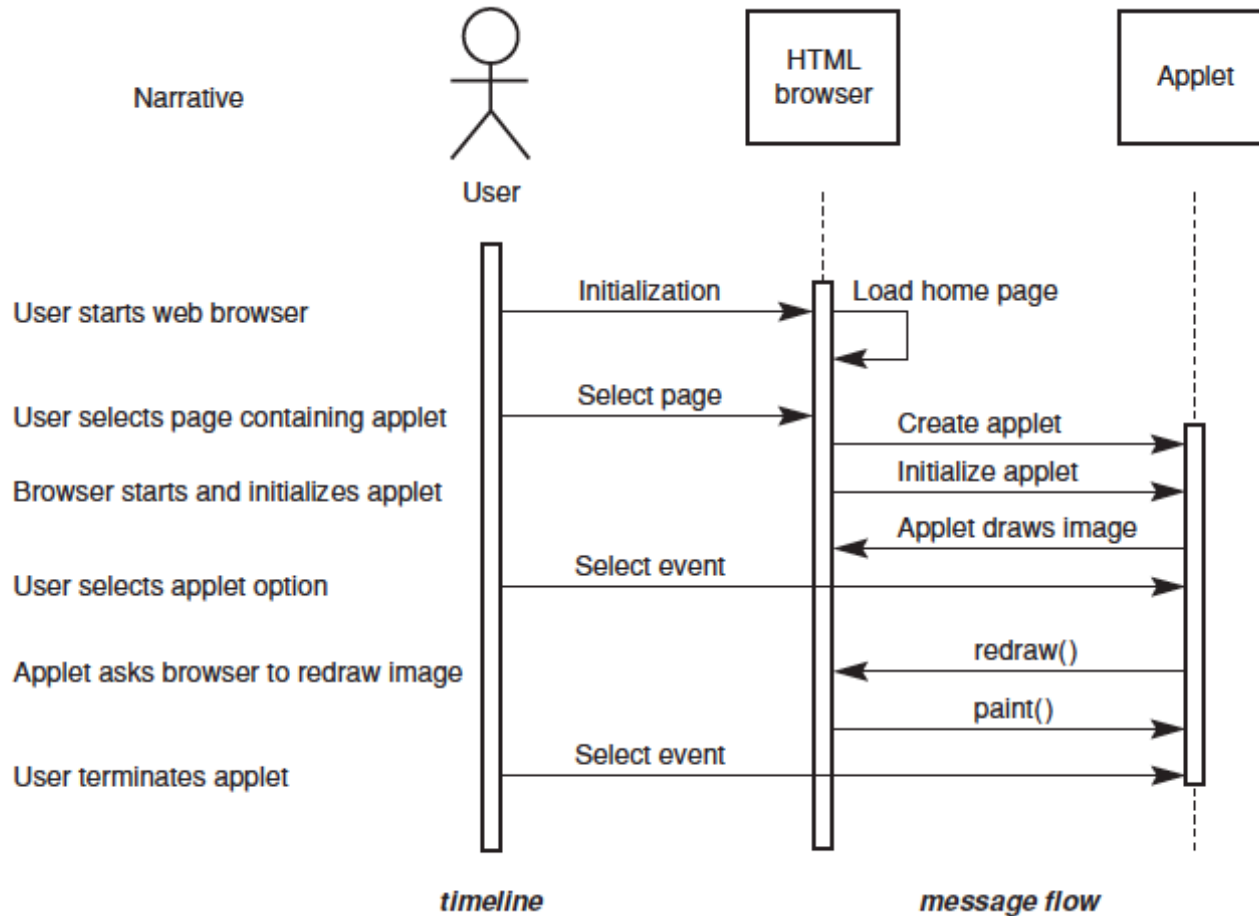 HTML
browser
Applet
Narrative
User
Initialization
Load home page
User starts web browser
Select page
User selects page containing applet
Create applet
Initialize applet
Browser starts and initializes applet
Applet draws image
Select event
User selects applet option
redraw()
Applet asks browser to redraw image
paint()
Select event
User terminates applet
timeline
message flow